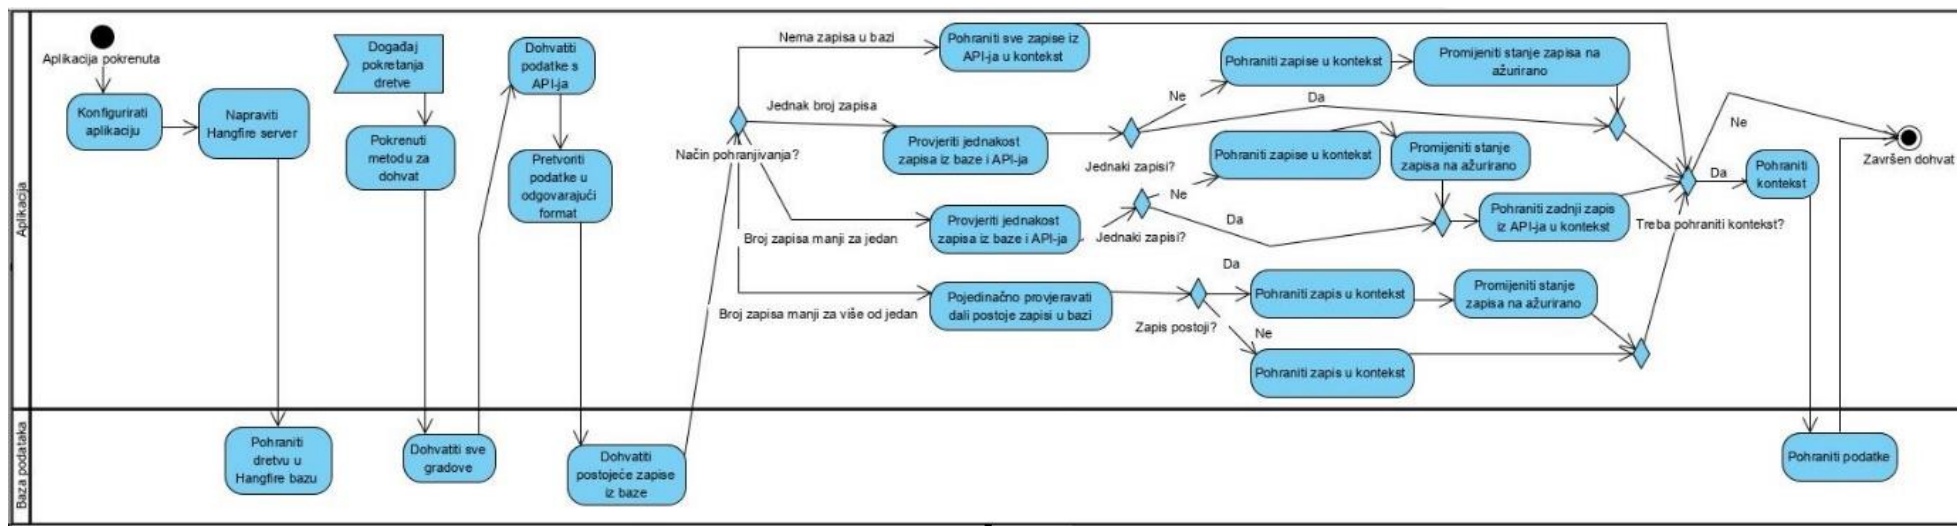 Aplikacija
Aplikacija pokrenuta
Konfigurirati
aplikaciju
Napraviti
Hangfire server
Događaj
pokretanja
dretve
Pokrenuti
metodu za
dohvat
Dohvatiti
podatke s
API-ja
Pretvoriti
podatke u
odgovarajući
format
Način pohranjivanja?
Nema zapisa u bazi
Pohraniti sve zapise iz
API-ja u kontekst
Jednak broj zapisa
Provjeriti jednakost
zapisa iz baze i API-ja
Jednaki zapisi?
Ne
Da
Pohraniti zapise u kontekst
Promijeniti stanje zapisa na
ažurirano
Broj zapisa manji za jedan
Provjeriti jednakost
zapisa iz baze i API-ja
Jednaki zapisi?
Ne
Da
Pohraniti zapise u kontekst
Promijeniti stanje
zapisa na ažurirano
Pohraniti zadnji zapis
iz API-ja u kontekst
Broj zapisa manji za više od jedan
Pojedinačno provjeravati
dali postoje zapisi u bazi
Zapis postoji?
Da
Ne
Pohraniti zapis u kontekst
Promijeniti stanje
zapisa na ažurirano
Pohraniti zapis u kontekst
Treba pohraniti kontekst?
Ne
Da
Pohraniti
kontekst
Završen dohvat
Baza podataka
Pohraniti
dretvu u
Hangfire bazu
Dohvatiti sve
gradove
Dohvatiti
postojeće zapise
iz baze
Pohraniti podatke